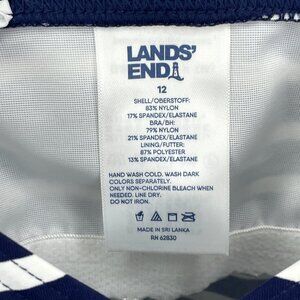 LANDS'
END
12
SHELL/OBERSTOFF:
83% NYLON
17% SPANDEX/ELASTANE
BRA/BH:
79% NYLON
21% SPANDEX/ELASTANE
LINING/FUTTER:
87% POLYESTER
13% SPANDEX/ELASTANE
HAND WASH COLD. WASH DARK
COLORS SEPARATELY.
ONLY NON-CHLORINE BLEACH WHEN
NEEDED. LINE DRY.
DO NOT IRON.
MADE IN SRI LANKA
RN 62830